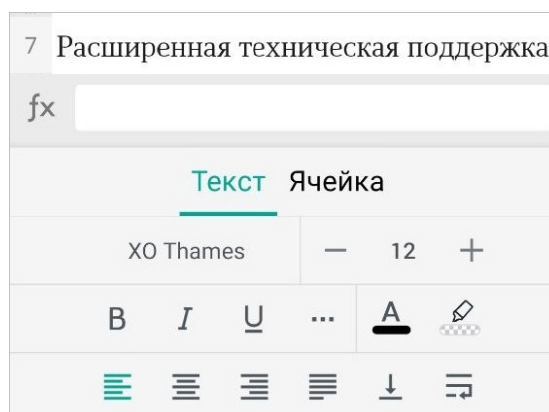 7 Расширенная техническая поддержка
fx
Текст Ячейка
XO Thames — 12 +
B I U ... A